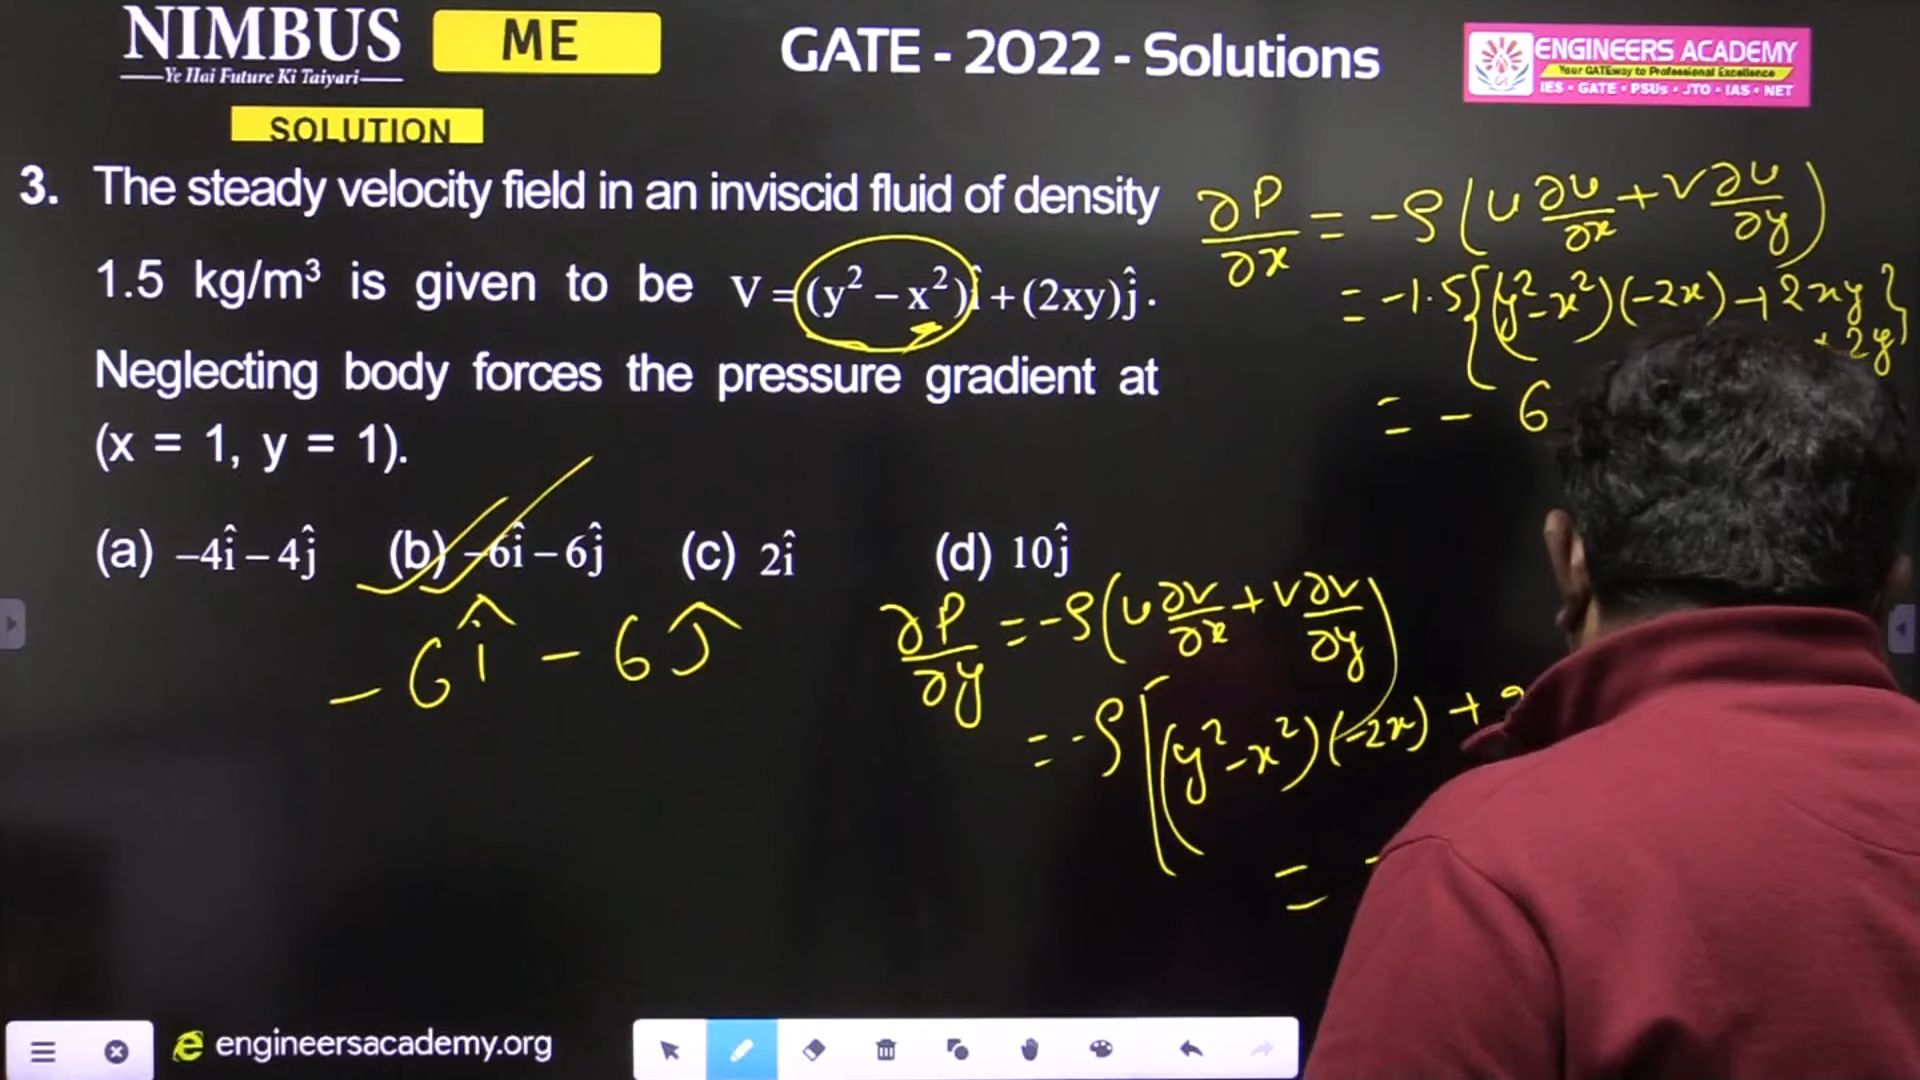 NIMBUS
Ye Hai Future Ki Taiyari
ME
GATE - 2022 - Solutions
ENGINEERS ACADEMY
Your GATEway to Professional Excellence
IES • GATE • PSUs • JTO • IAS • NET
SOLUTION
3. The steady velocity field in an inviscid fluid of density
1.5 kg/m³ is given to be V = (y² – x²)î + (2xy)ĵ.
Neglecting body forces the pressure gradient at
(x = 1, y = 1).
(a) –4î – 4ĵ (b) –6î – 6ĵ (c) 2î (d) 10ĵ
∂P/∂x = -ρ(u ∂u/∂x + v ∂u/∂y)
= -1.5{(y² - x²)(-2x) + 2xy
* 2y}
= - 6
- 6î - 6ĵ
∂P/∂y = -ρ(u ∂v/∂x + v ∂v/∂y)
= -ρ[(y² - x²)(-2x) +
= -
engineersacademy.org